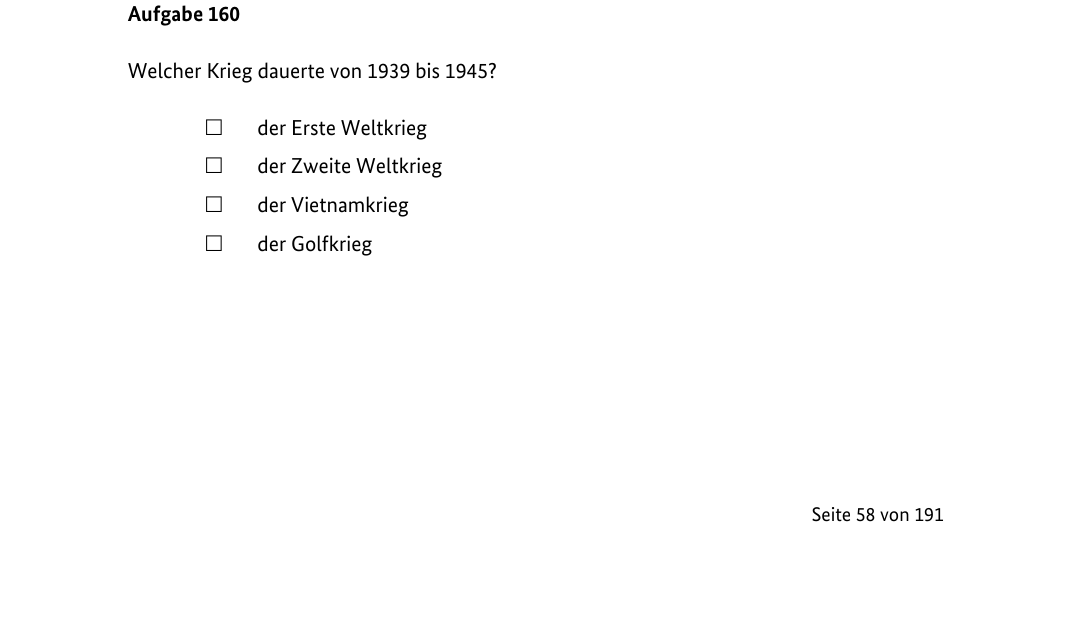 Aufgabe 160
Welcher Krieg dauerte von 1939 bis 1945?
☐ der Erste Weltkrieg
☐ der Zweite Weltkrieg
☐ der Vietnamkrieg
☐ der Golfkrieg
Seite 58 von 191